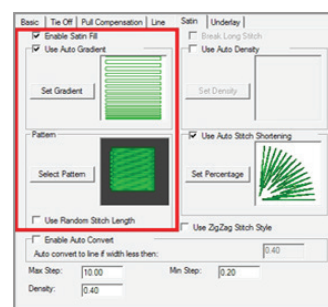 Basic Tie Off Pull Compensation Line Satin Underlay
Enable Satin Fill Break Long Stitch
Use Auto Gradient Use Auto Density
Set Gradient Set Density
Pattern Use Auto Stitch Shortening
Select Pattern Set Percentage
Use Random Stitch Length Use ZigZag Stitch Style
Enable Auto Convert
Auto convert to line if width less then: 0.40
Max Step: 10.00 Min Step: 0.20
Density: 0.40